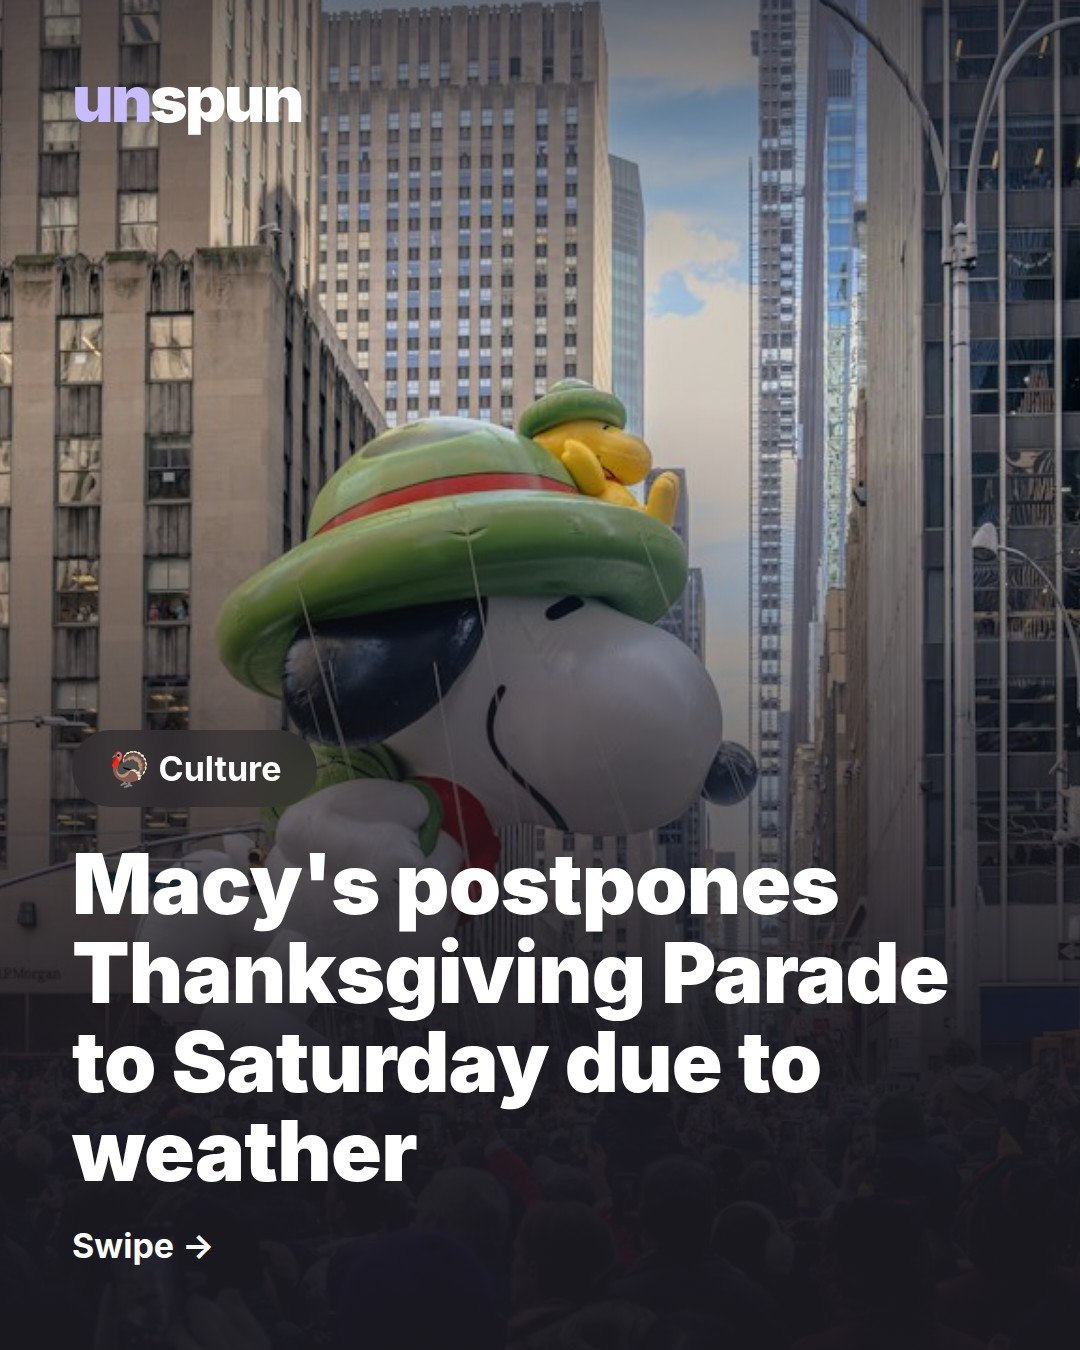 unspun
🦃 Culture
Macy's postpones
Thanksgiving Parade
to Saturday due to
weather
Swipe →